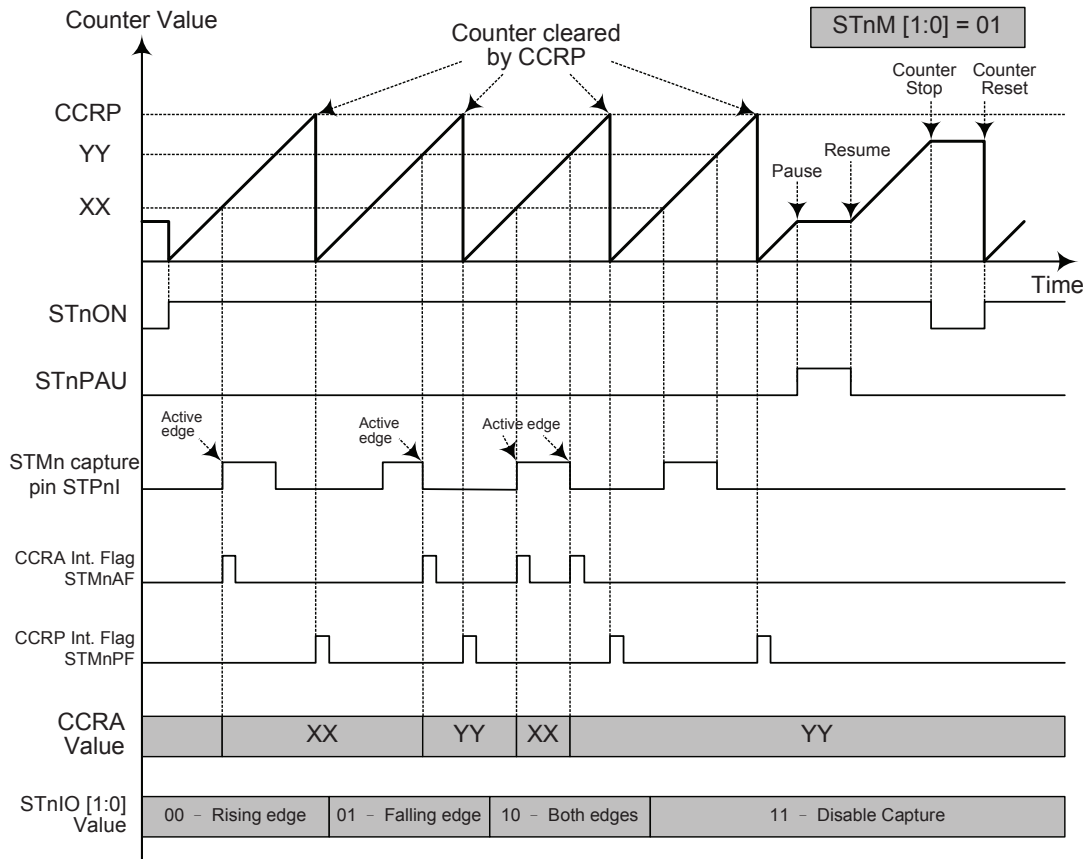 Counter Value
STnM [1:0] = 01
Counter cleared
by CCRP
Counter
Stop
Counter
Reset
CCRP
YY
XX
Pause
Resume
Time
STnON
STnPAU
Active
edge
Active
edge
Active edge
STMn capture
pin STPnI
CCRA Int. Flag
STMnAF
CCRP Int. Flag
STMnPF
CCRA
Value
XX
YY
XX
YY
STnIO [1:0]
Value
00 – Rising edge
01 – Falling edge
10 – Both edges
11 – Disable Capture